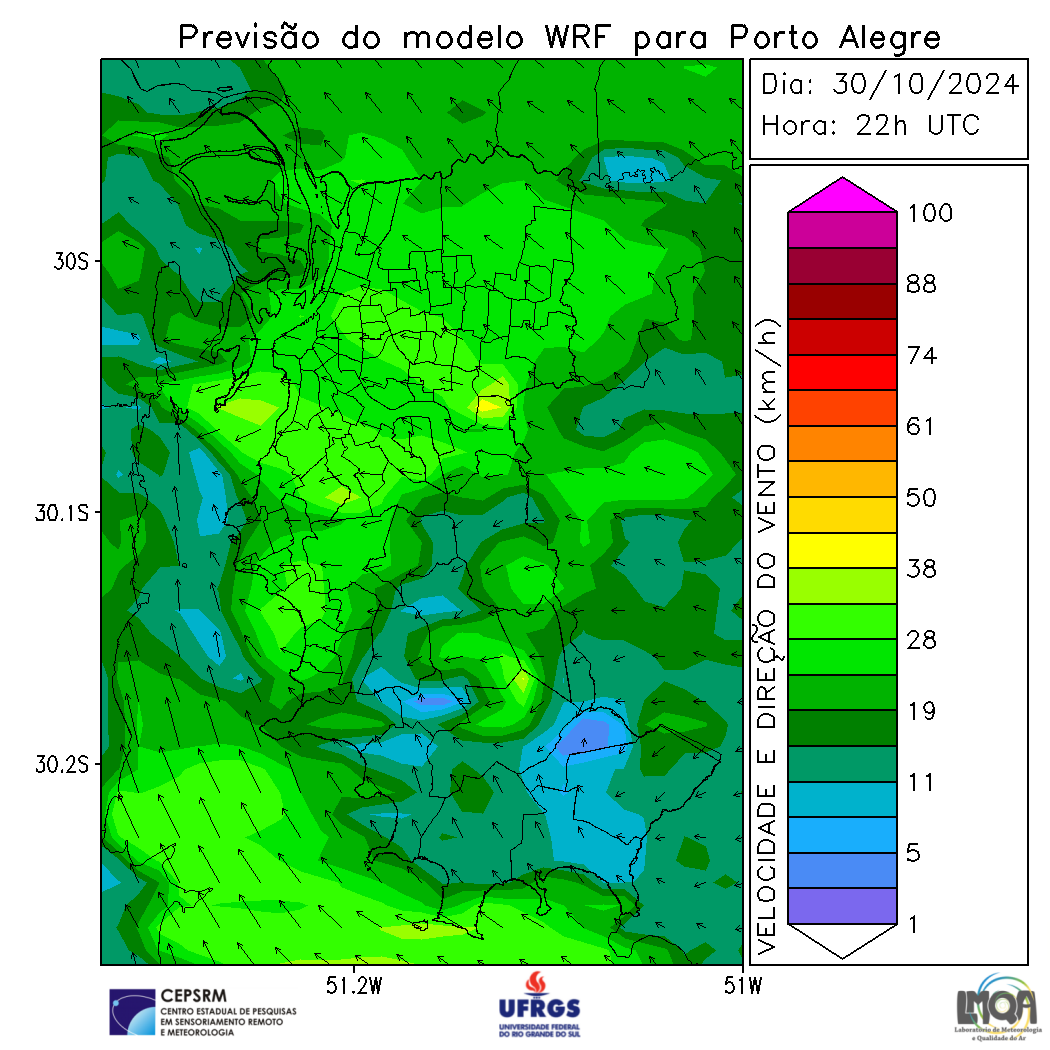 Previsão do modelo WRF para Porto Alegre
Dia: 30/10/2024
Hora: 22h UTC
30S
30.1S
30.2S
51.2W
51W
VELOCIDADE E DIREÇÃO DO VENTO (km/h)
100
88
74
61
50
38
28
19
11
5
1
CEPSRM
CENTRO ESTADUAL DE PESQUISAS
EM SENSORIAMENTO REMOTO
E METEOROLOGIA
UFRGS
UNIVERSIDADE FEDERAL
DO RIO GRANDE DO SUL
LMQA
Laboratório de Meteorologia
e Qualidade do Ar